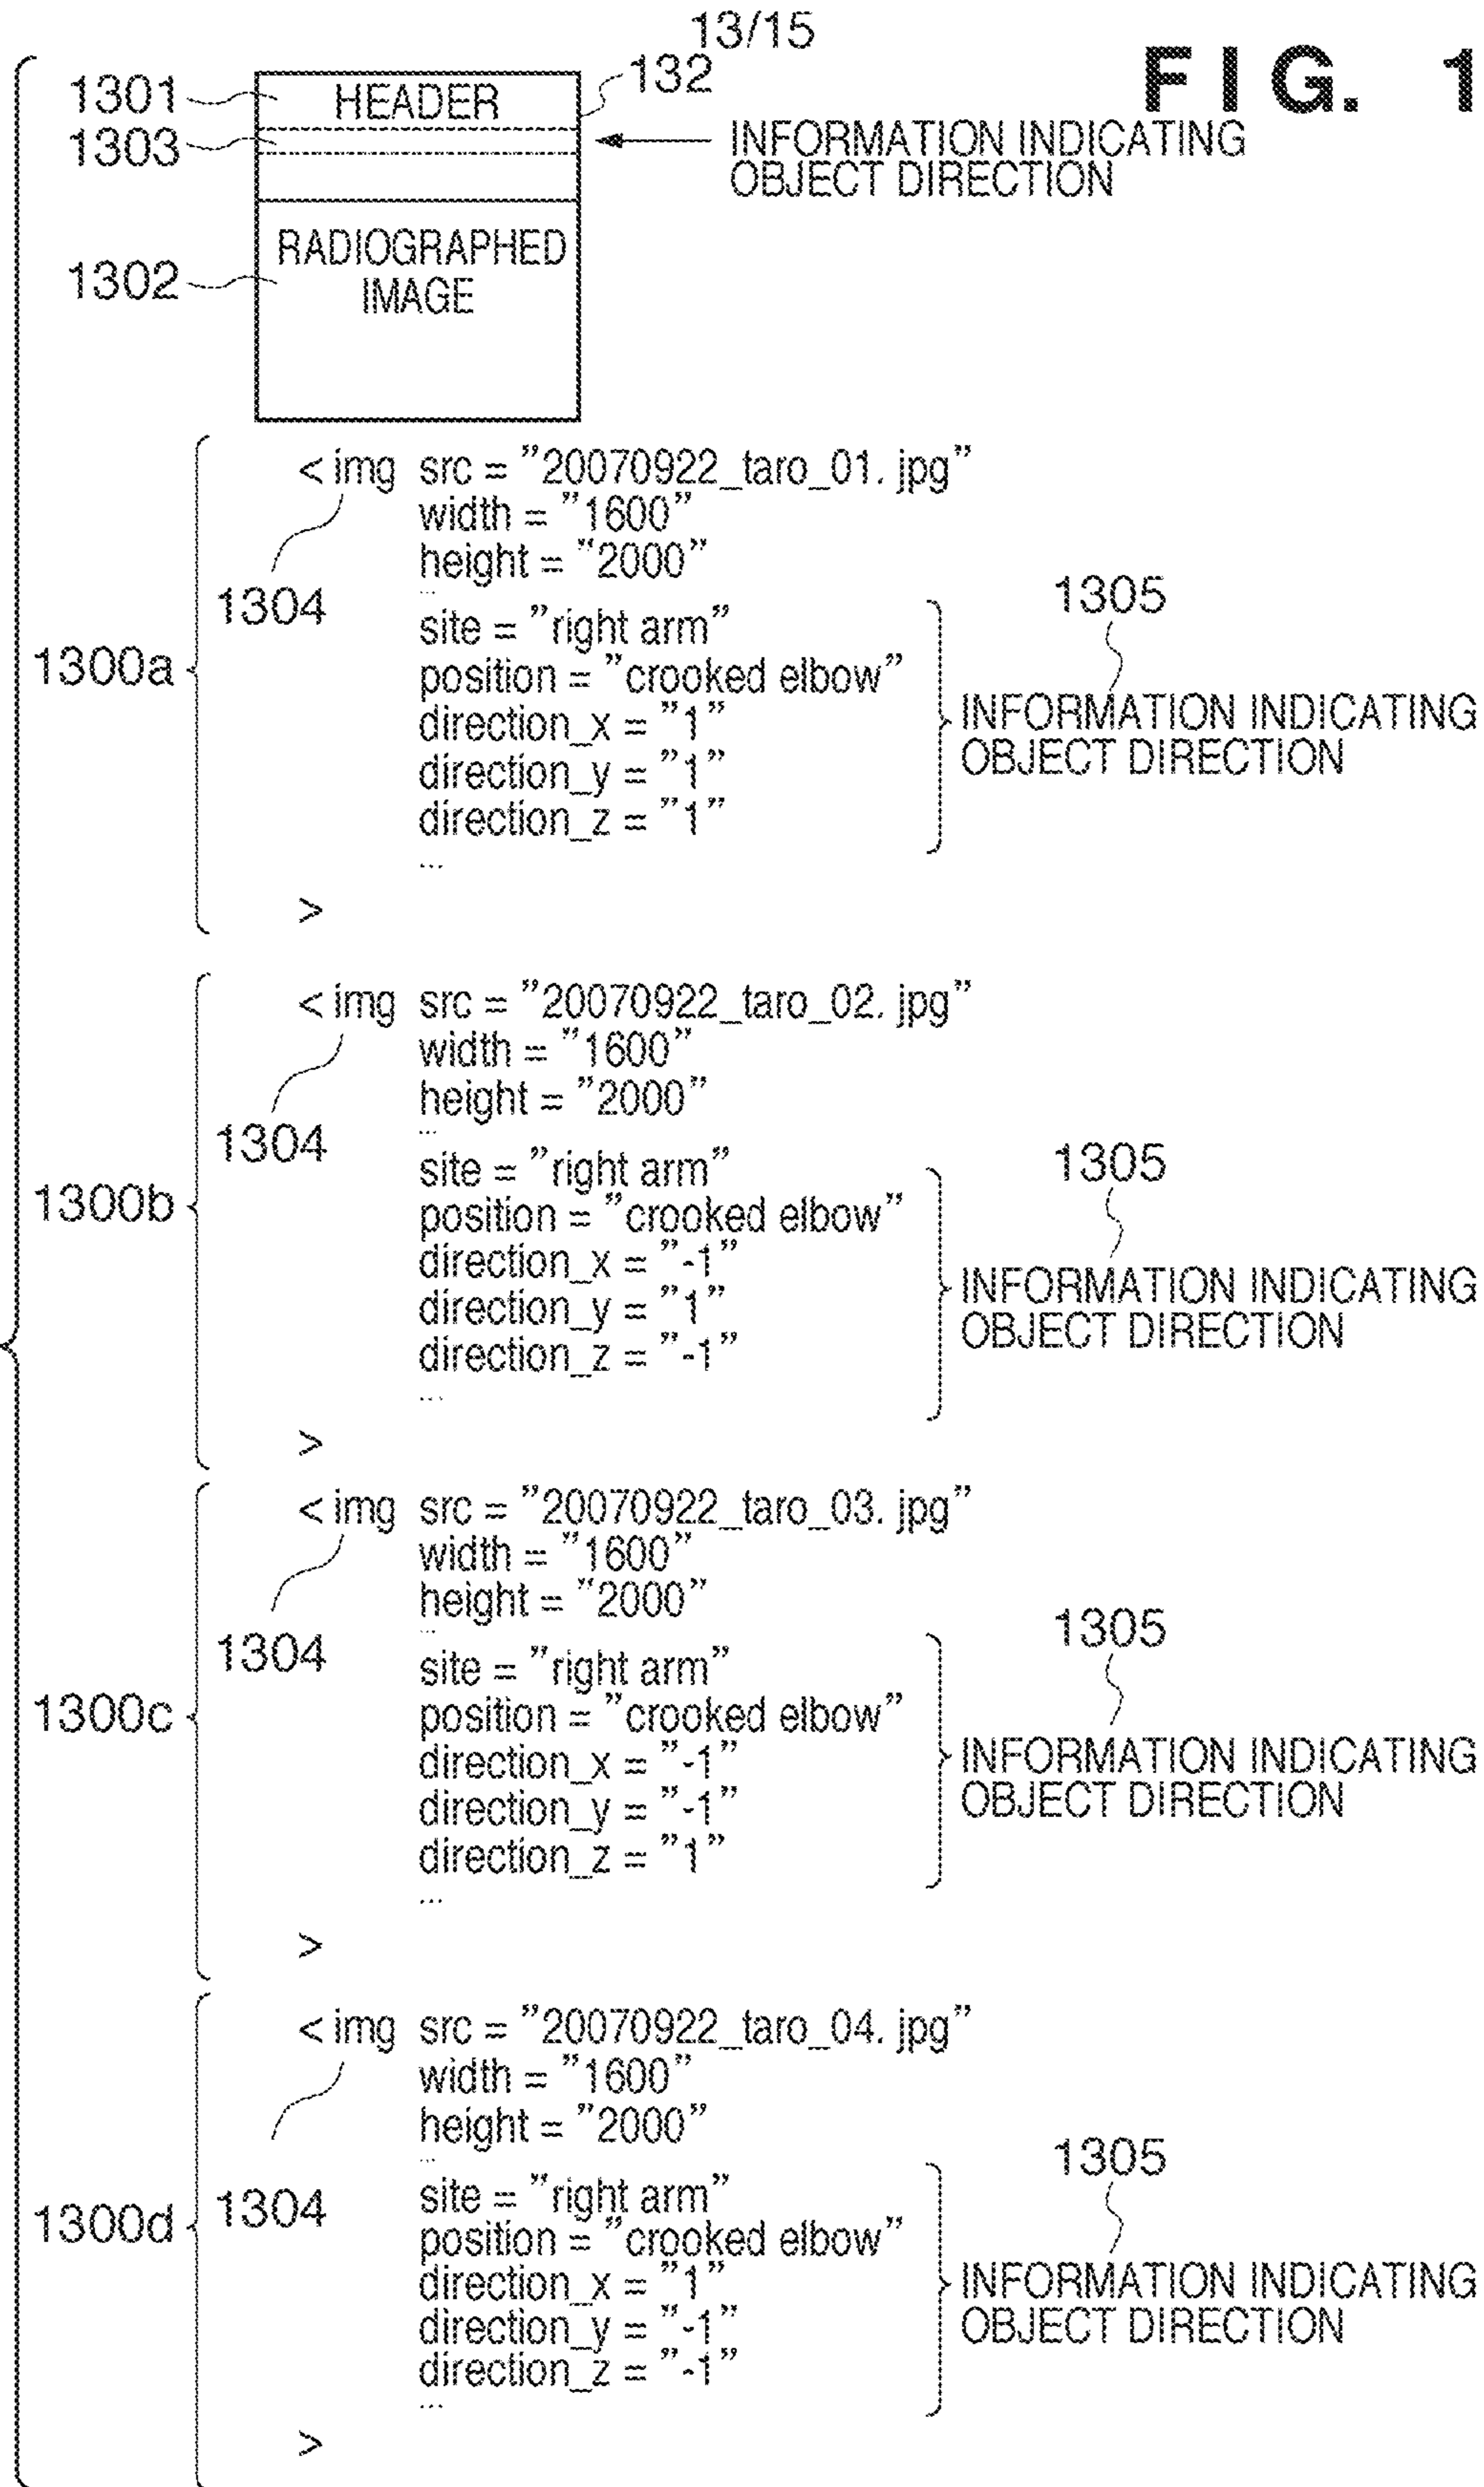 13/15
FIG. 1
1301
HEADER
132
1303
INFORMATION INDICATING
OBJECT DIRECTION
RADIOGRAPHED
IMAGE
1302
< img src = "20070922_taro_01. jpg"
width = "1600"
height = "2000"
...
1304
1300a
site = "right arm"
position = "crooked elbow"
direction_x = "1"
direction_y = "1"
direction_z = "1"
...
>
1305
INFORMATION INDICATING
OBJECT DIRECTION
< img src = "20070922_taro_02. jpg"
width = "1600"
height = "2000"
...
1304
1300b
site = "right arm"
position = "crooked elbow"
direction_x = "-1"
direction_y = "1"
direction_z = "-1"
...
>
1305
INFORMATION INDICATING
OBJECT DIRECTION
< img src = "20070922_taro_03. jpg"
width = "1600"
height = "2000"
...
1304
1300c
site = "right arm"
position = "crooked elbow"
direction_x = "-1"
direction_y = "-1"
direction_z = "1"
...
>
1305
INFORMATION INDICATING
OBJECT DIRECTION
< img src = "20070922_taro_04. jpg"
width = "1600"
height = "2000"
...
1304
1300d
site = "right arm"
position = "crooked elbow"
direction_x = "1"
direction_y = "-1"
direction_z = "-1"
...
>
1305
INFORMATION INDICATING
OBJECT DIRECTION